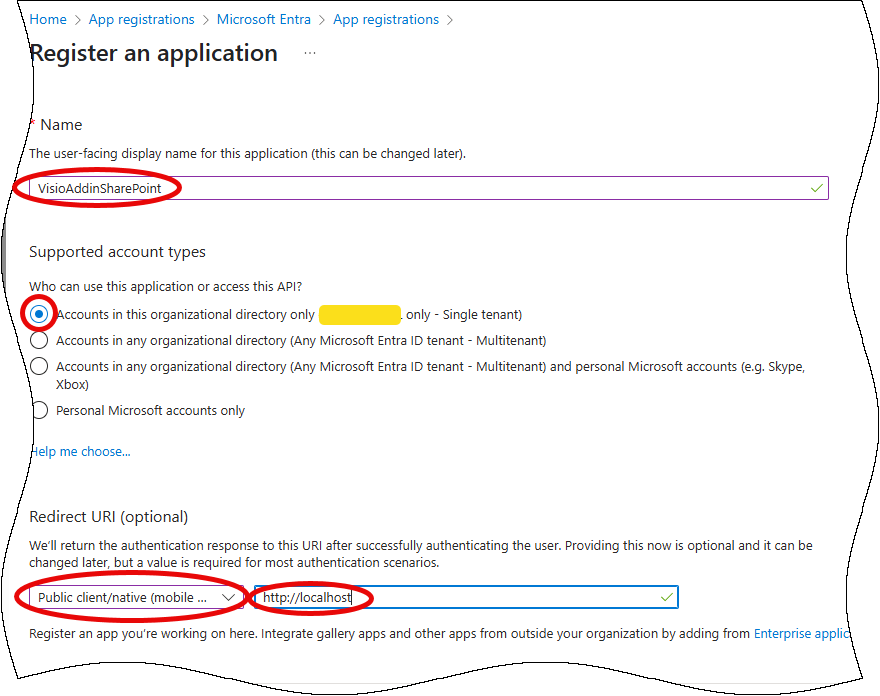 Home > App registrations > Microsoft Entra > App registrations >
Register an application ...
* Name
The user-facing display name for this application (this can be changed later).
VisioAddinSharePoint
Supported account types
Who can use this application or access this API?
Accounts in this organizational directory only only - Single tenant)
Accounts in any organizational directory (Any Microsoft Entra ID tenant - Multitenant)
Accounts in any organizational directory (Any Microsoft Entra ID tenant - Multitenant) and personal Microsoft accounts (e.g. Skype,
Xbox)
Personal Microsoft accounts only
Help me choose...
Redirect URI (optional)
We'll return the authentication response to this URI after successfully authenticating the user. Providing this now is optional and it can be
changed later, but a value is required for most authentication scenarios.
Public client/native (mobile ...
http://localhost
Register an app you're working on here. Integrate gallery apps and other apps from outside your organization by adding from Enterprise applic